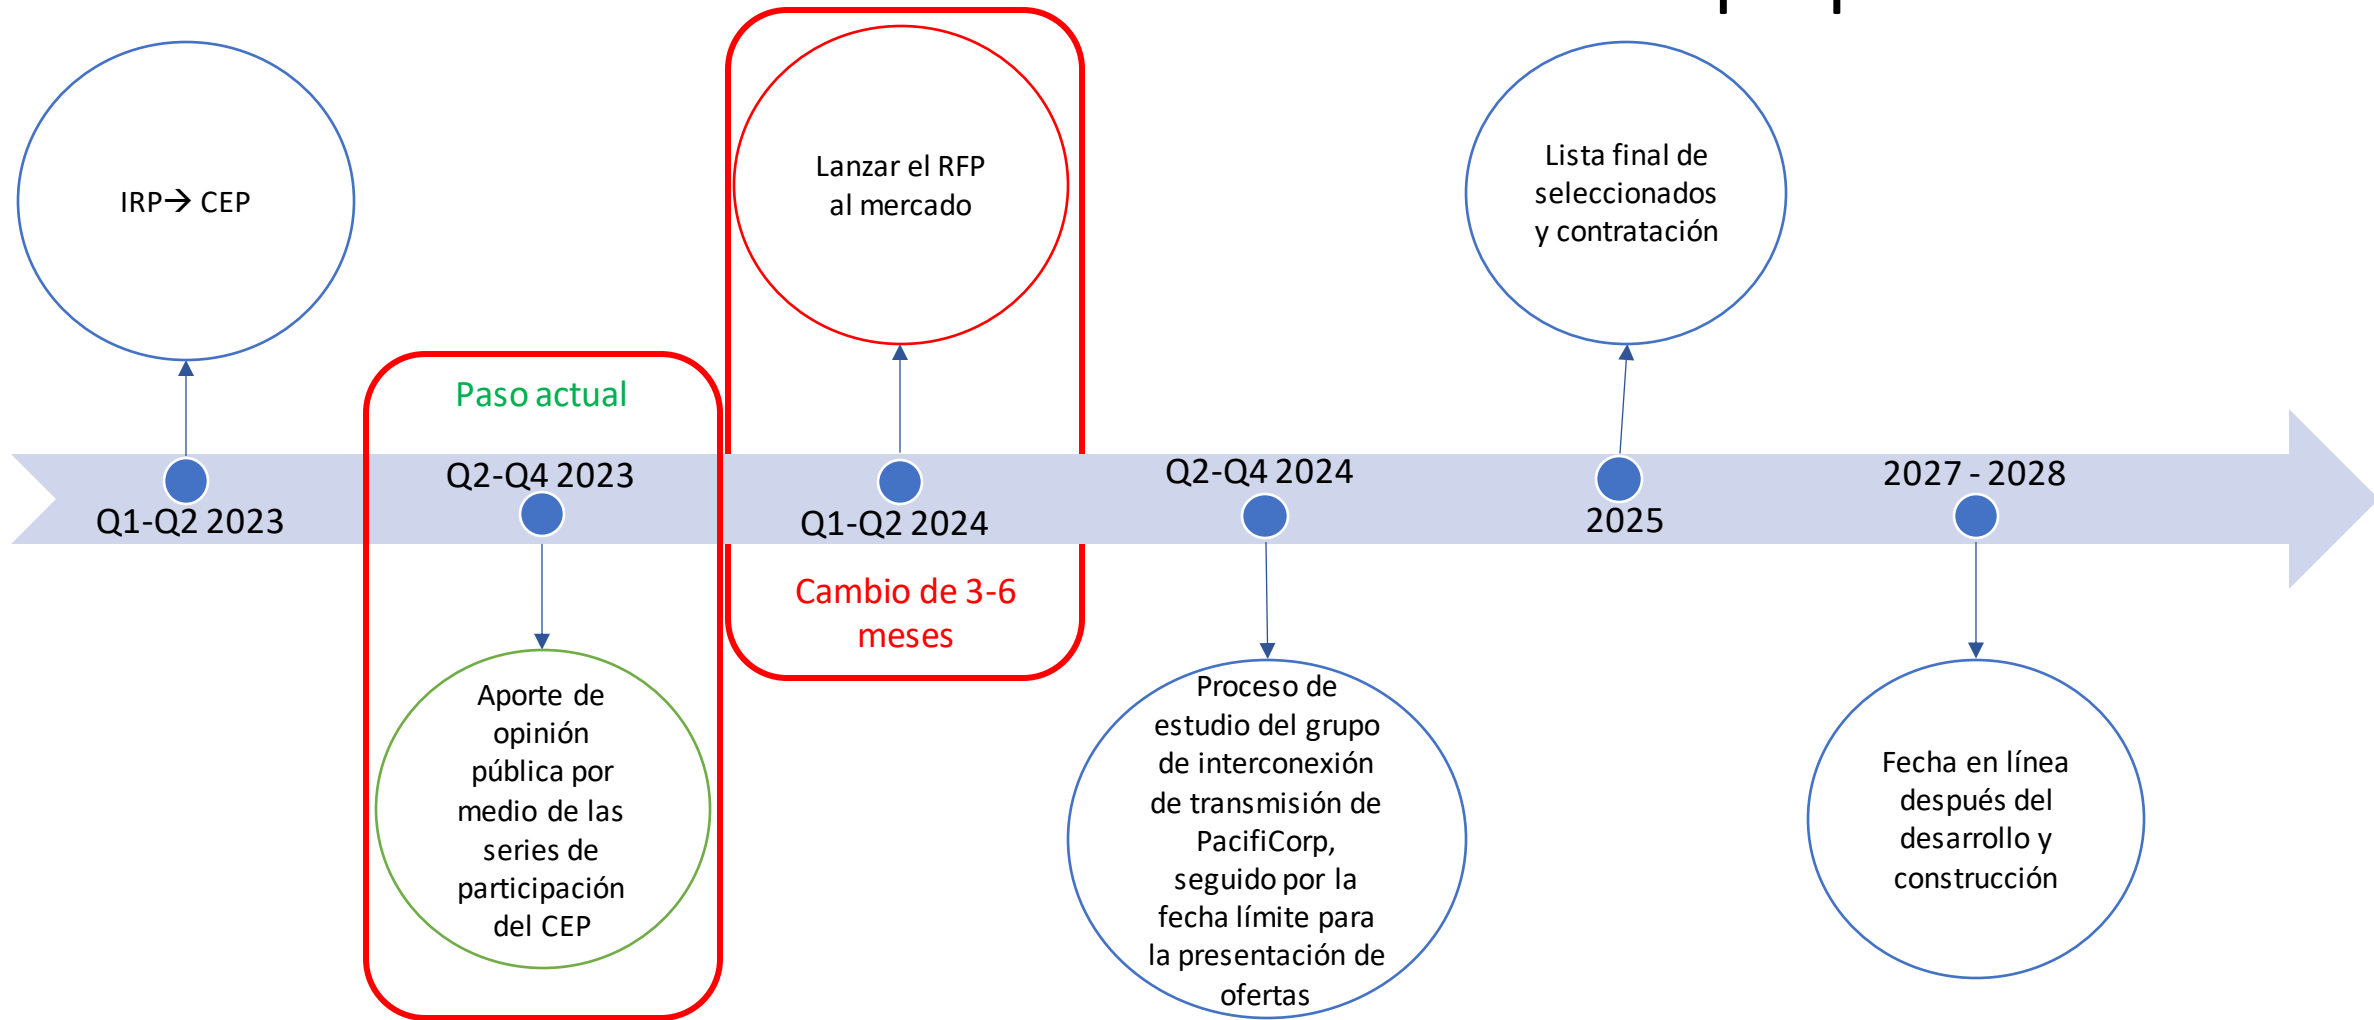 IRP→ CEP
Q1-Q2 2023
Paso actual
Q2-Q4 2023
Aporte de
opinión
pública por
medio de las
series de
participación
del CEP
Lanzar el RFP
al mercado
Q1-Q2 2024
Cambio de 3-6
meses
Q2-Q4 2024
Proceso de
estudio del grupo
de interconexión
de transmisión de
PacifiCorp,
seguido por la
fecha límite para
la presentación de
ofertas
Lista final de
seleccionados
y contratación
2025
2027 - 2028
Fecha en línea
después del
desarrollo y
construcción